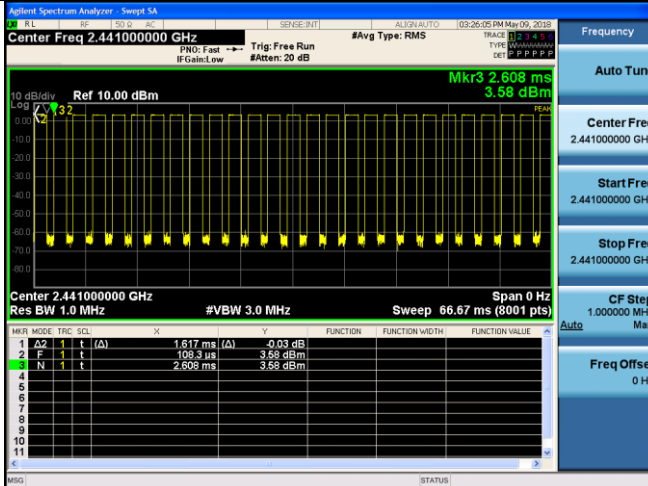 Agilent Spectrum Analyzer - Swept SA
RL RF 50 Ω AC SENSE:INT ALIGN AUTO 03:26:05 PM May 09, 2018
Center Freq 2.441000000 GHz
PNO: Fast
IFGain:Low
Trig: Free Run
#Atten: 20 dB
#Avg Type: RMS
TRACE 1 2 3 4 5 6
TYPE W
DET P P P P P P
Mkr3 2.608 ms
3.58 dBm
10 dB/div Ref 10.00 dBm
Log
PEAK
2 3 2
0.00
-10.0
-20.0
-30.0
-40.0
-50.0
-60.0
-70.0
-80.0
Center 2.441000000 GHz Span 0 Hz
Res BW 1.0 MHz #VBW 3.0 MHz Sweep 66.67 ms (8001 pts)
MKR MODE TRC SCL X Y FUNCTION FUNCTION WIDTH FUNCTION VALUE
1 Δ2 1 t (Δ) 1.617 ms (Δ) -0.03 dB
2 F 1 t 108.3 µs 3.58 dBm
3 N 1 t 2.608 ms 3.58 dBm
4
5
6
7
8
9
10
11
MSG STATUS
Frequency
Auto Tun
Center Fre
2.441000000 GH
Start Fre
2.441000000 GH
Stop Fre
2.441000000 GH
CF Step
1.000000 MH
Auto Ma
Freq Offse
0 H